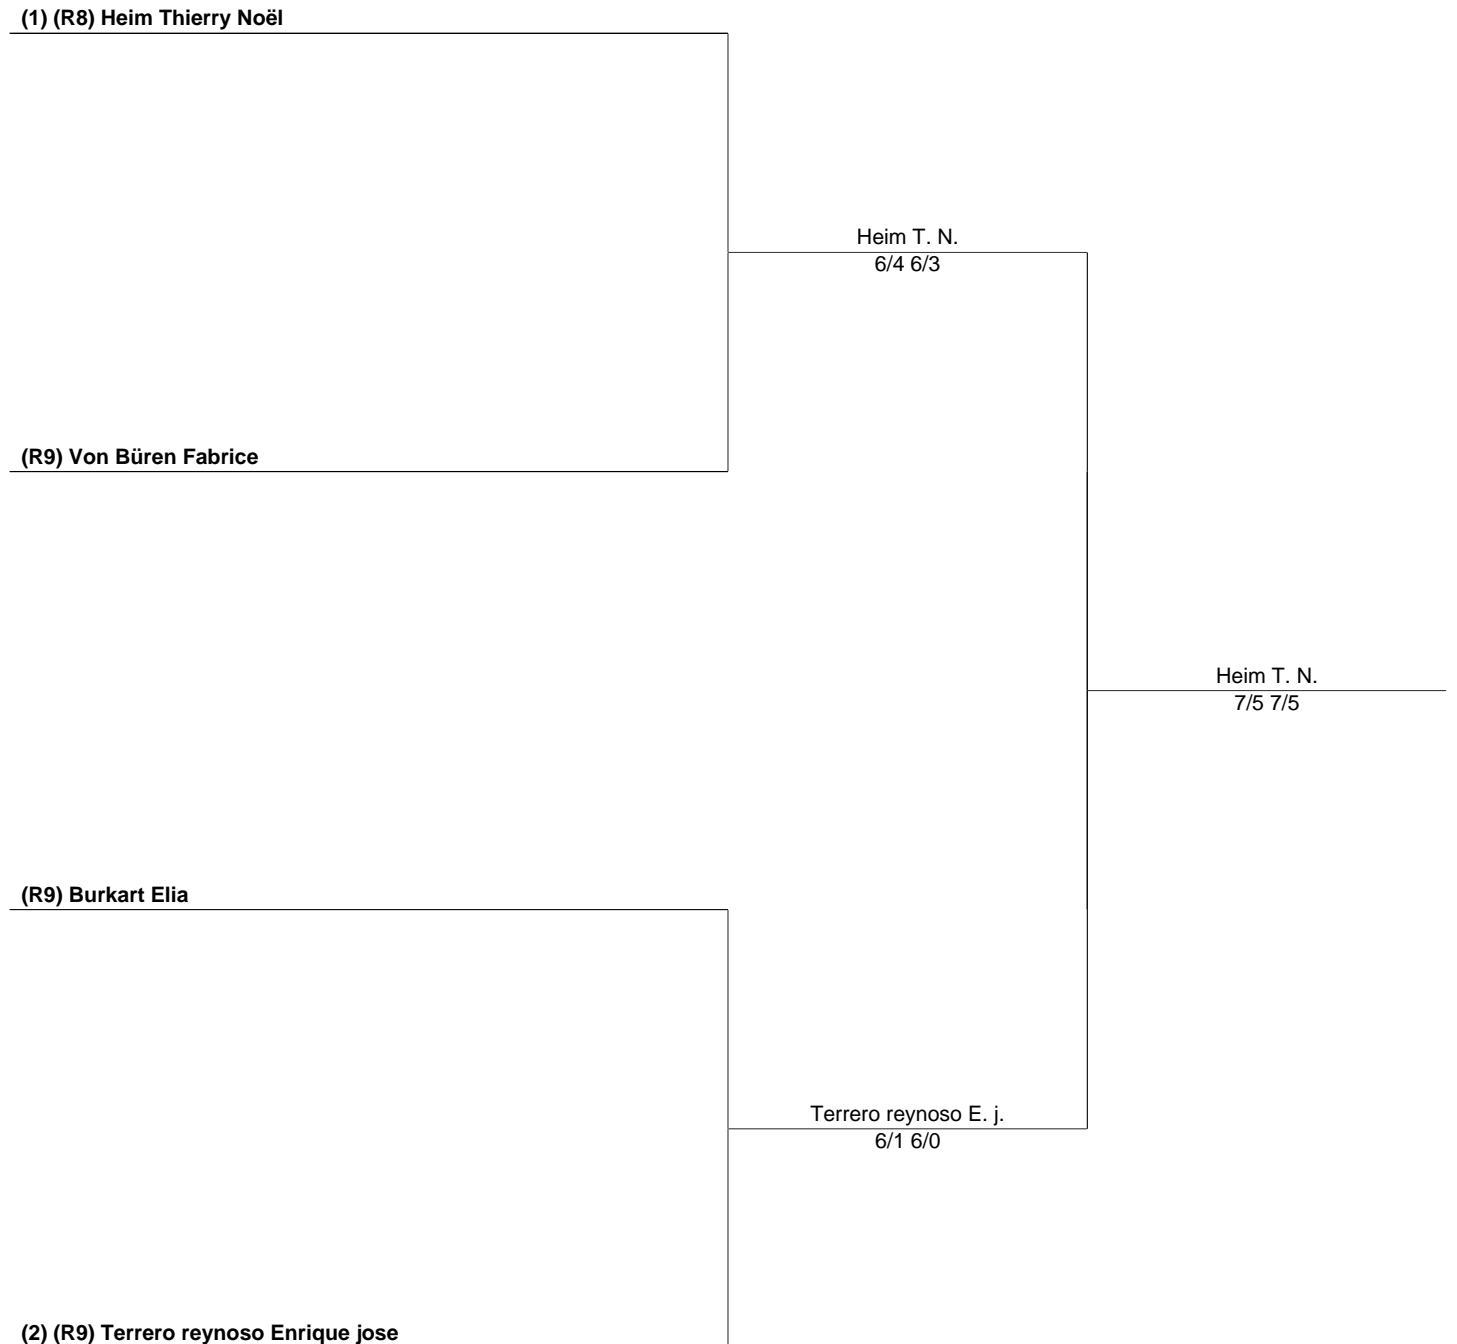 (1) (R8) Heim Thierry Noël
Heim T. N.
6/4 6/3
(R9) Von Büren Fabrice
Heim T. N.
7/5 7/5
(R9) Burkart Elia
Terrero reynoso E. j.
6/1 6/0
(2) (R9) Terrero reynoso Enrique jose